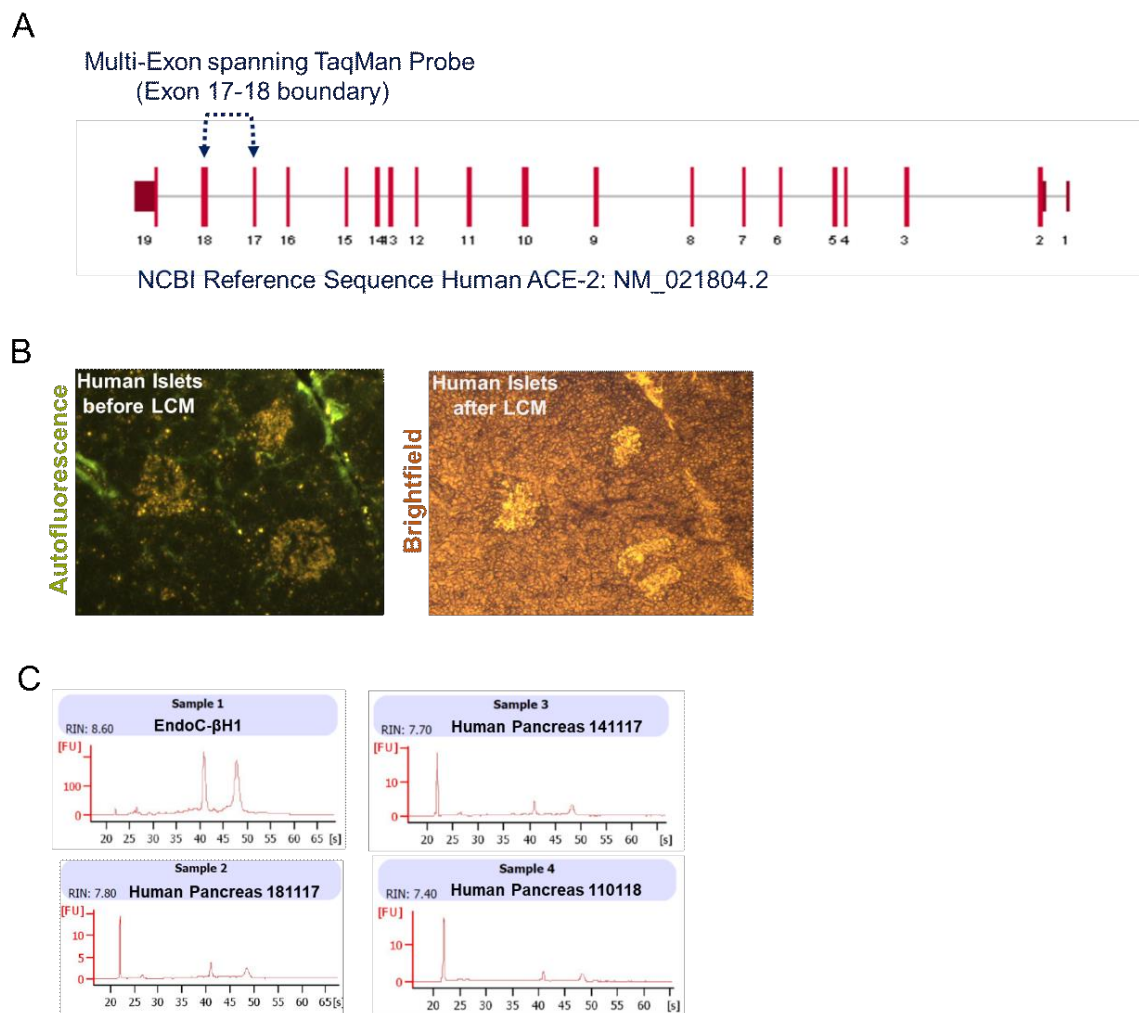 A
Multi-Exon spanning TaqMan Probe
(Exon 17-18 boundary)
19 18 17 16 15 14 13 12 11 10 9 8 7 6 5 4 3 2 1
NCBI Reference Sequence Human ACE-2: NM_021804.2
B
Autofluorescence
Human Islets
before LCM
Brightfield
Human Islets
after LCM
C
Sample 1
RIN: 8.60 EndoC-βH1
[FU]
100
0
20 25 30 35 40 45 50 55 60 65 [s]
Sample 3
RIN: 7.70 Human Pancreas 141117
[FU]
10
0
20 25 30 35 40 45 50 55 60 65 [s]
Sample 2
RIN: 7.80 Human Pancreas 181117
[FU]
10
5
0
20 25 30 35 40 45 50 55 60 65 [s]
Sample 4
RIN: 7.40 Human Pancreas 110118
[FU]
10
0
20 25 30 35 40 45 50 55 60 65 [s]